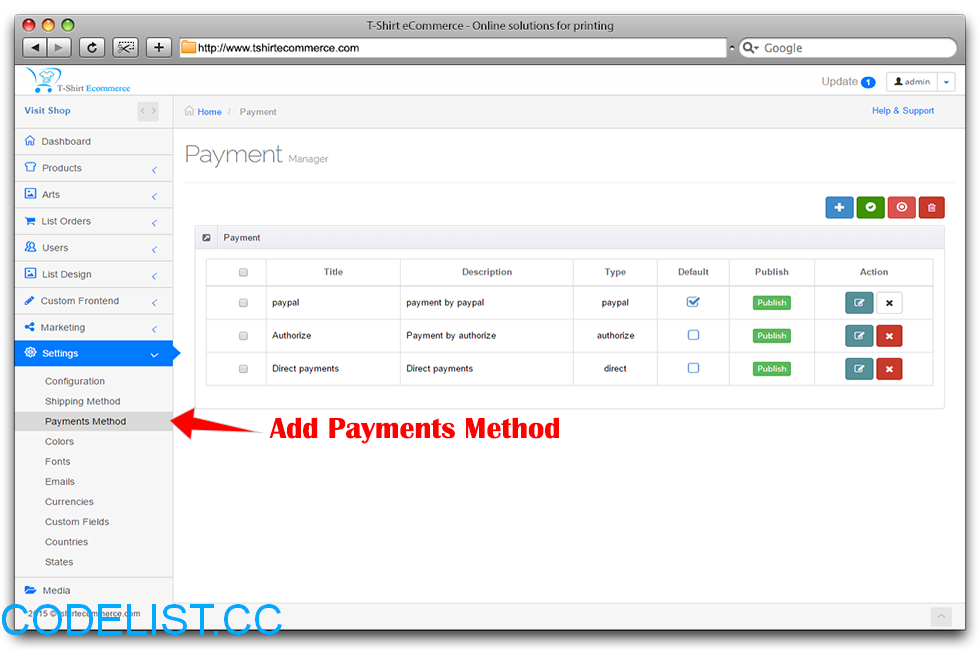 T-Shirt eCommerce - Online solutions for printing
http://www.tshirtecommerce.com
Google
T-Shirt Ecommerce
Update 1
admin
Visit Shop
Home / Payment
Help & Support
Dashboard
Products
Arts
List Orders
Users
List Design
Custom Frontend
Marketing
Settings
Configuration
Shipping Method
Payments Method
Colors
Fonts
Emails
Currencies
Custom Fields
Countries
States
Media
Payment Manager
Payment
Title Description Type Default Publish Action
paypal payment by paypal paypal Publish
Authorize Payment by authorize authorize Publish
Direct payments Direct payments direct Publish
Add Payments Method
2015 © tshirtecommerce.com
CODELIST.CC